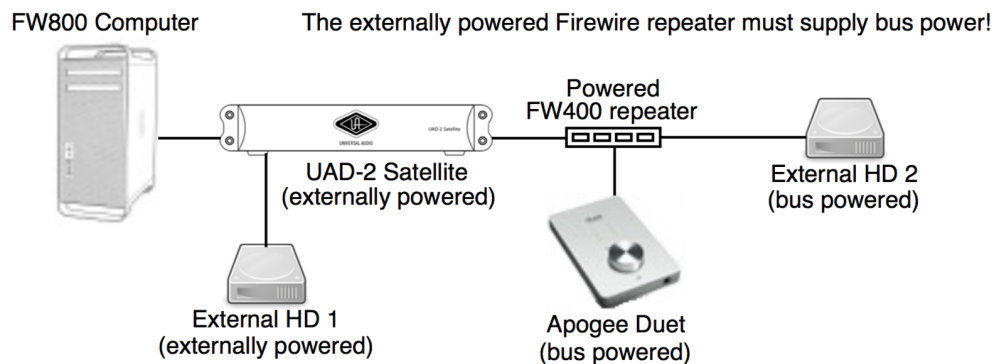 FW800 Computer
The externally powered Firewire repeater must supply bus power!
Powered
FW400 repeater
UNIVERSAL AUDIO
UAD-2 Satellite
UAD-2 Satellite
(externally powered)
External HD 2
(bus powered)
duet
External HD 1
(externally powered)
Apogee Duet
(bus powered)